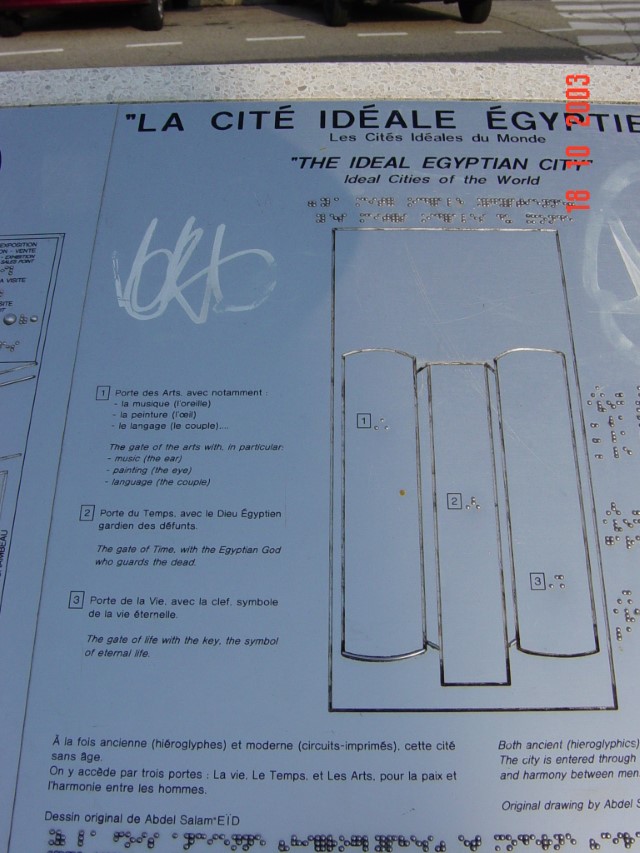 "LA CITÉ IDÉALE ÉGYPTIE
Les Cités Idéales du Monde
"THE IDEAL EGYPTIAN CITY"
Ideal Cities of the World
18 10 2003
EXPOSITION
VENTE
EXHIBITION
SALES POINT
VISITE
1 Porte des Arts, avec notamment :
- la musique (l'oreille)
- la peinture (l'œil)
- le langage (le couple)....
The gate of the arts with, in particular:
- music (the ear)
- painting (the eye)
- language (the couple)
2 Porte du Temps, avec le Dieu Égyptien
gardien des défunts.
The gate of Time, with the Egyptian God
who guards the dead.
3 Porte de la Vie, avec la clef, symbole
de la vie éternelle.
The gate of life with the key, the symbol
of eternal life.
1
2
3
À la fois ancienne (hiéroglyphes) et moderne (circuits-imprimés), cette cité
sans âge.
On y accède par trois portes : La vie, Le Temps, et Les Arts, pour la paix et
l'harmonie entre les hommes.
Dessin original de Abdel Salam EÏD
Both ancient (hieroglyphics)
The city is entered through
and harmony between men.
Original drawing by Abdel S